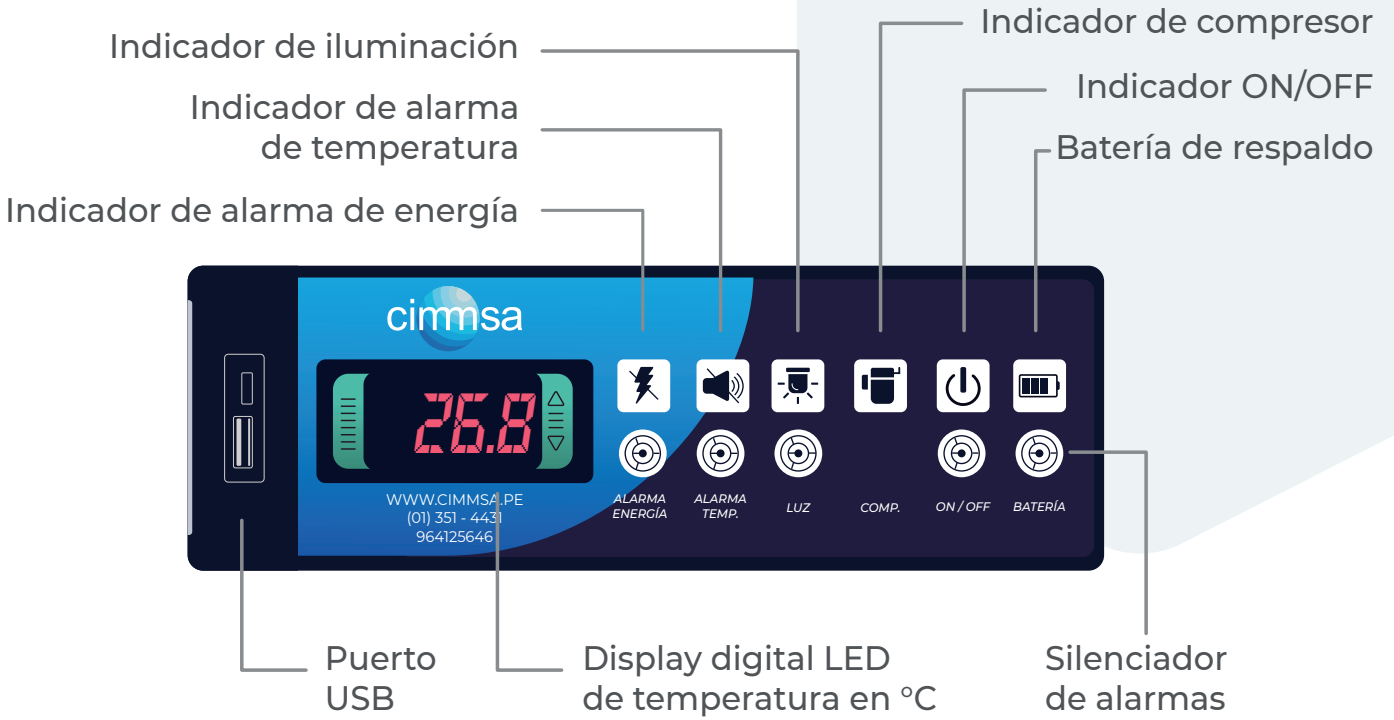 Indicador de compresor
Indicador de iluminación
Indicador ON/OFF
Indicador de alarma
de temperatura
Batería de respaldo
Indicador de alarma de energía
cimmsa
26.8
WWW.CIMMSA.PE
(01) 351 - 4431
964125646
ALARMA
ENERGÍA
ALARMA
TEMP.
LUZ
COMP.
ON / OFF
BATERÍA
Puerto
USB
Display digital LED
de temperatura en °C
Silenciador
de alarmas